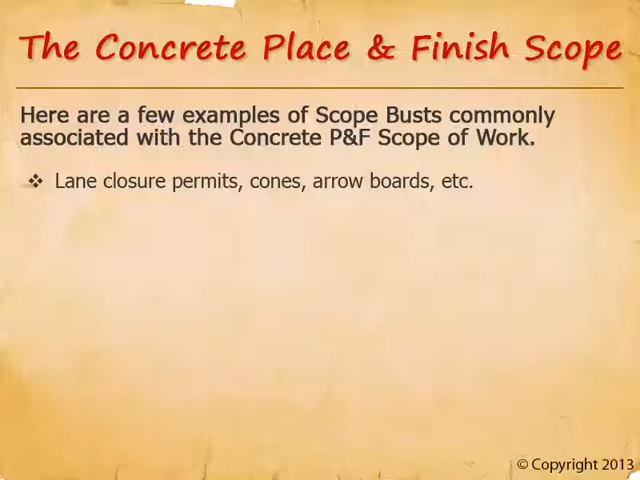 The Concrete Place & Finish Scope
Here are a few examples of Scope Busts commonly
associated with the Concrete P&F Scope of Work.
❖ Lane closure permits, cones, arrow boards, etc.
© Copyright 2013